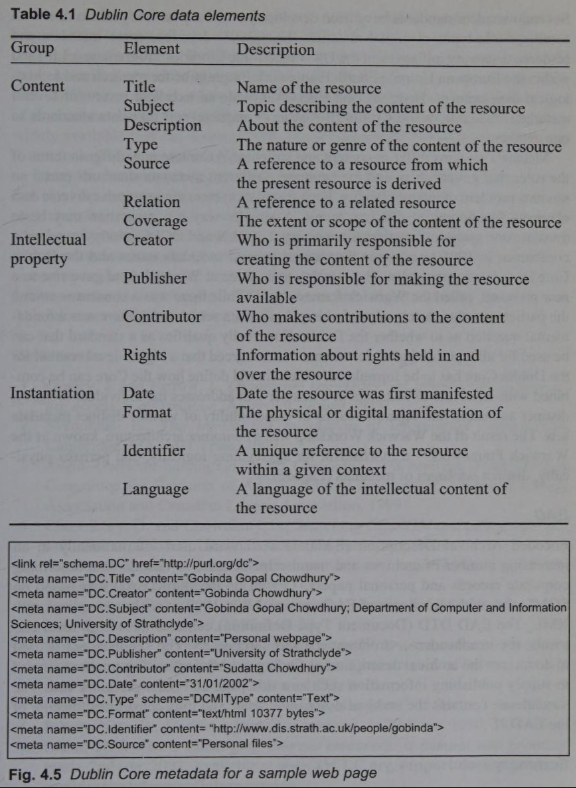 Table 4.1 Dublin Core data elements
Group Element Description
Content Title Name of the resource
Subject Topic describing the content of the resource
Description About the content of the resource
Type The nature or genre of the content of the resource
Source A reference to a resource from which
the present resource is derived
Relation A reference to a related resource
Coverage The extent or scope of the content of the resource
Intellectual Creator Who is primarily responsible for
property creating the content of the resource
Publisher Who is responsible for making the resource
available
Contributor Who makes contributions to the content
of the resource
Rights Information about rights held in and
over the resource
Instantiation Date Date the resource was first manifested
Format The physical or digital manifestation of
the resource
Identifier A unique reference to the resource
within a given context
Language A language of the intellectual content of
the resource
<link rel="schema.DC" href="http://purl.org/dc">
<meta name="DC.Title" content="Gobinda Gopal Chowdhury">
<meta name="DC.Creator" content="Gobinda Chowdhury">
<meta name="DC.Subject" content="Gobinda Gopal Chowdhury; Department of Computer and Information
Sciences; University of Strathclyde">
<meta name="DC.Description" content="Personal webpage">
<meta name="DC.Publisher" content="University of Strathclyde">
<meta name="DC.Contributor" content="Sudatta Chowdhury">
<meta name="DC.Date" content="31/01/2002">
<meta name="DC.Type" scheme="DCMIType" content="Text">
<meta name="DC.Format" content="text/html 10377 bytes">
<meta name="DC.Identifier" content= "http://www.dis.strath.ac.uk/people/gobinda">
<meta name="DC.Source" content="Personal files">
Fig. 4.5 Dublin Core metadata for a sample web page